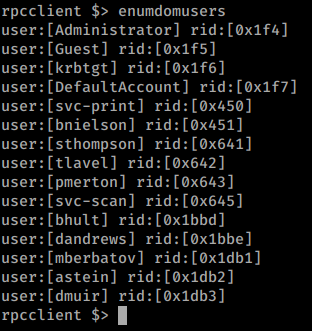 rpcclient $> enumdomusers
user:[Administrator] rid:[0x1f4]
user:[Guest] rid:[0x1f5]
user:[krbtgt] rid:[0x1f6]
user:[DefaultAccount] rid:[0x1f7]
user:[svc-print] rid:[0x450]
user:[bnielson] rid:[0x451]
user:[sthompson] rid:[0x641]
user:[tlavel] rid:[0x642]
user:[pmerton] rid:[0x643]
user:[svc-scan] rid:[0x645]
user:[bhult] rid:[0x1bbd]
user:[dandrews] rid:[0x1bbe]
user:[mberbatov] rid:[0x1db1]
user:[astein] rid:[0x1db2]
user:[dmuir] rid:[0x1db3]
rpcclient $>